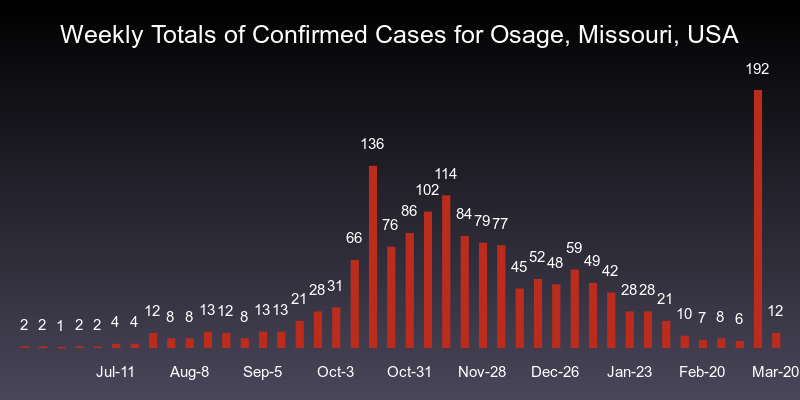 Weekly Totals of Confirmed Cases for Osage, Missouri, USA
2 2 1 2 2 4 4 12 8 8 13 12 8 13 13 21 28 31 66 136 76 86 102 114 84 79 77 45 52 48 59 49 42 28 28 21 10 7 8 6 192 12
Jul-11 Aug-8 Sep-5 Oct-3 Oct-31 Nov-28 Dec-26 Jan-23 Feb-20 Mar-20